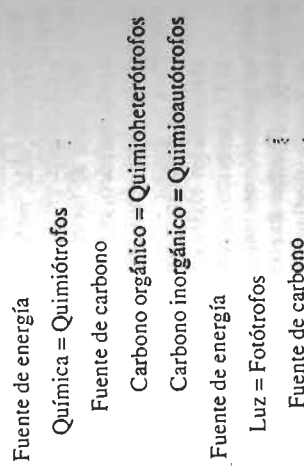 Fuente de energía
Química = Quimiótrofos
Fuente de carbono
Carbono orgánico = Quimioheterótrofos
Carbono inorgánico = Quimioautótrofos
Fuente de energía
Luz = Fotótrofos
Fuente de carbono